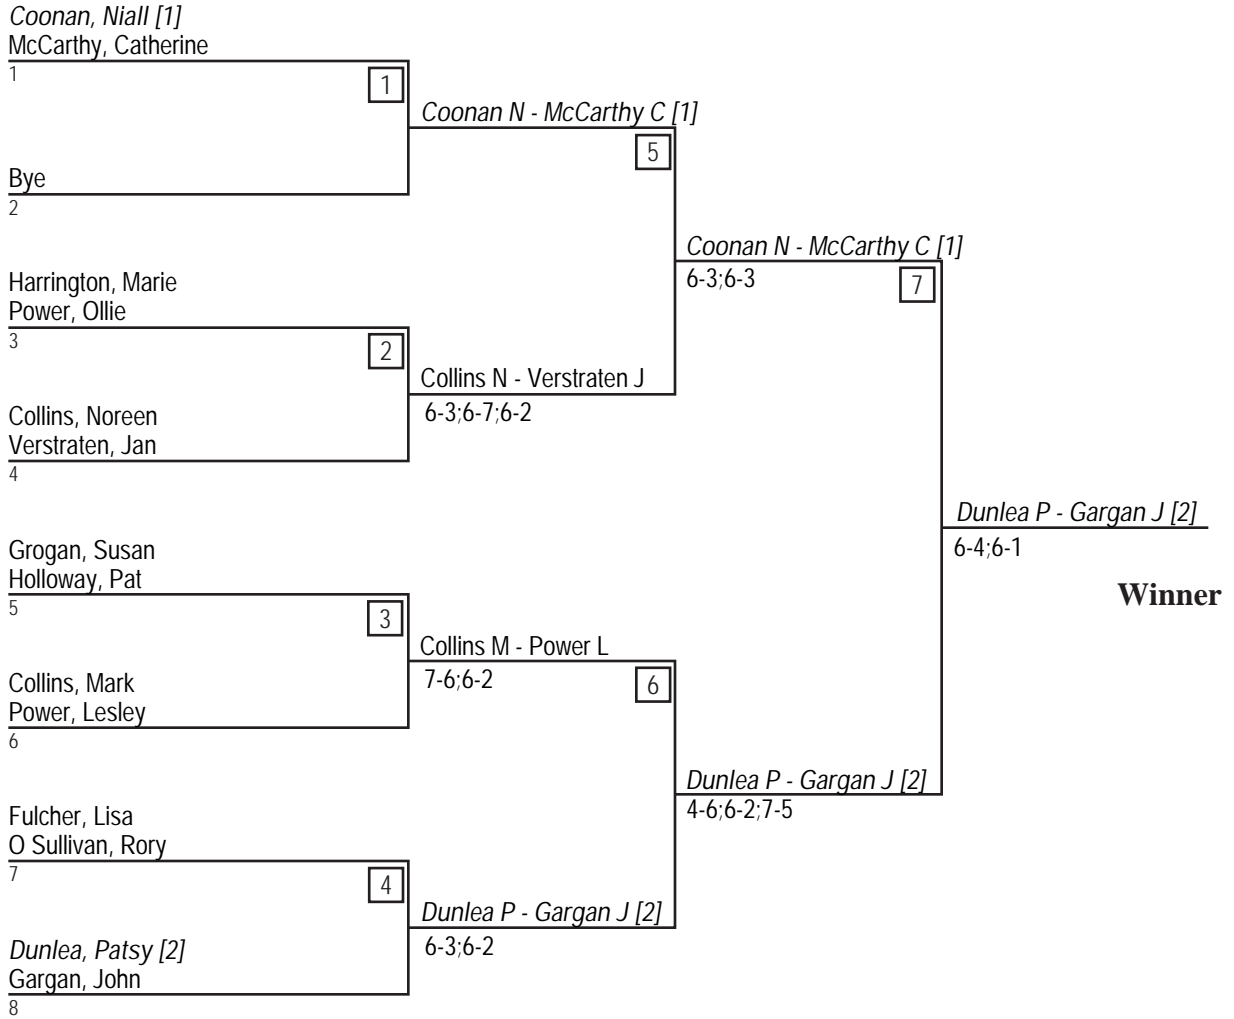 Coonan, Niall [1]
McCarthy, Catherine
1
1
Coonan N - McCarthy C [1]
5
Bye
2
Coonan N - McCarthy C [1]
6-3;6-3
7
Harrington, Marie
Power, Ollie
3
2
Collins N - Verstraten J
6-3;6-7;6-2
Collins, Noreen
Verstraten, Jan
4
Dunlea P - Gargan J [2]
6-4;6-1
Winner
Grogan, Susan
Holloway, Pat
5
3
Collins M - Power L
7-6;6-2
6
Collins, Mark
Power, Lesley
6
Dunlea P - Gargan J [2]
4-6;6-2;7-5
Fulcher, Lisa
O Sullivan, Rory
7
4
Dunlea P - Gargan J [2]
6-3;6-2
Dunlea, Patsy [2]
Gargan, John
8